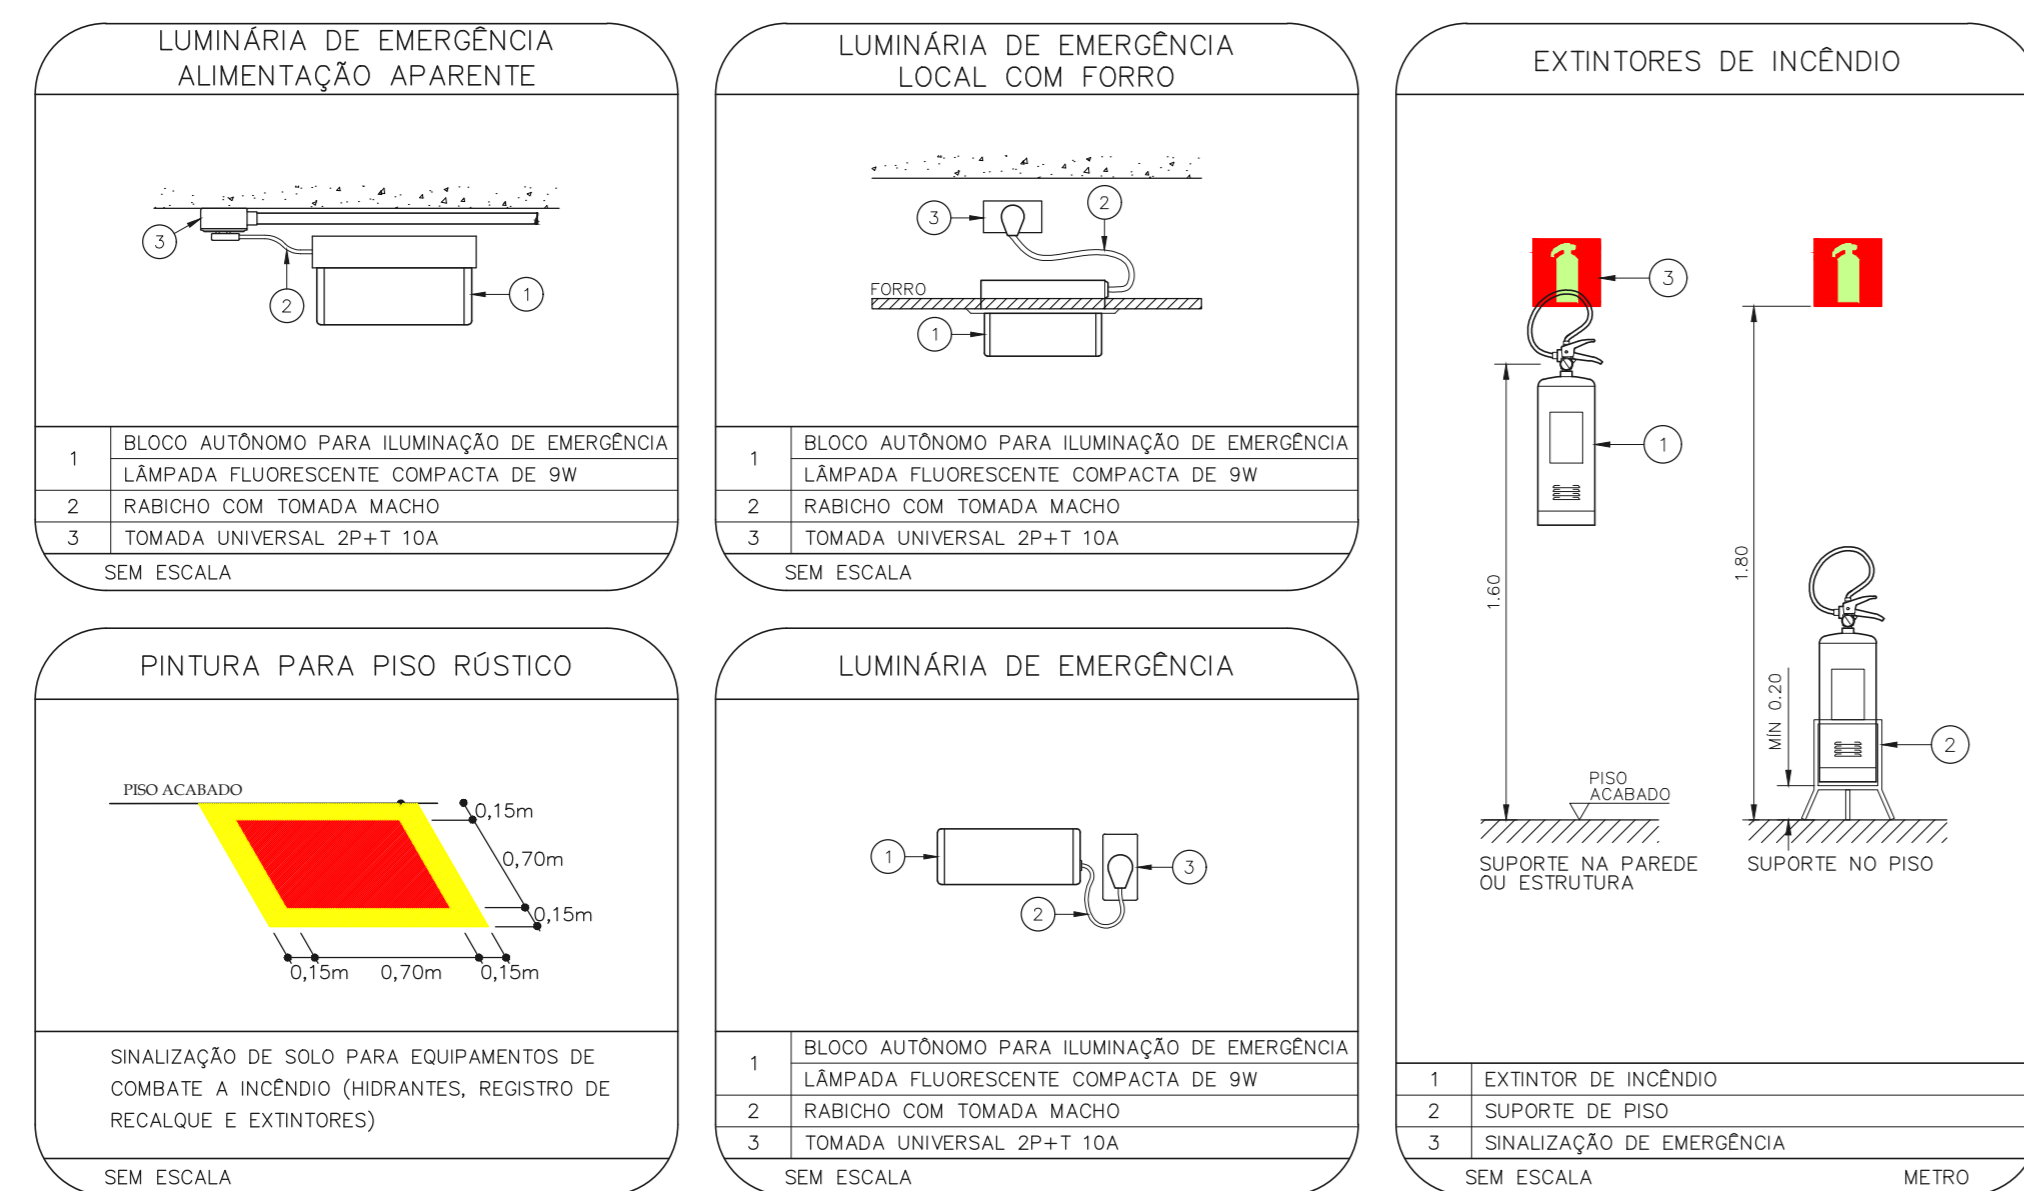 LUMINÁRIA DE EMERGÊNCIA
ALIMENTAÇÃO APARENTE
3
2
1
1
BLOCO AUTÔNOMO PARA ILUMINAÇÃO DE EMERGÊNCIA
LÂMPADA FLUORESCENTE COMPACTA DE 9W
2 RABICHO COM TOMADA MACHO
3 TOMADA UNIVERSAL 2P+T 10A
SEM ESCALA
LUMINÁRIA DE EMERGÊNCIA
LOCAL COM FORRO
2
3
FORRO
1
1
BLOCO AUTÔNOMO PARA ILUMINAÇÃO DE EMERGÊNCIA
LÂMPADA FLUORESCENTE COMPACTA DE 9W
2 RABICHO COM TOMADA MACHO
3 TOMADA UNIVERSAL 2P+T 10A
SEM ESCALA
PINTURA PARA PISO RÚSTICO
PISO ACABADO
0,15m
0,70m
0,15m
0,15m 0,70m 0,15m
SINALIZAÇÃO DE SOLO PARA EQUIPAMENTOS DE
COMBATE A INCÊNDIO (HIDRANTES, REGISTRO DE
RECALQUE E EXTINTORES)
SEM ESCALA
LUMINÁRIA DE EMERGÊNCIA
1
3
2
1
BLOCO AUTÔNOMO PARA ILUMINAÇÃO DE EMERGÊNCIA
LÂMPADA FLUORESCENTE COMPACTA DE 9W
2 RABICHO COM TOMADA MACHO
3 TOMADA UNIVERSAL 2P+T 10A
SEM ESCALA
EXTINTORES DE INCÊNDIO
3
1
1.60
1.80
MÍN 0.20
2
PISO
ACABADO
SUPORTE NA PAREDE
OU ESTRUTURA
SUPORTE NO PISO
1 EXTINTOR DE INCÊNDIO
2 SUPORTE DE PISO
3 SINALIZAÇÃO DE EMERGÊNCIA
SEM ESCALA METRO